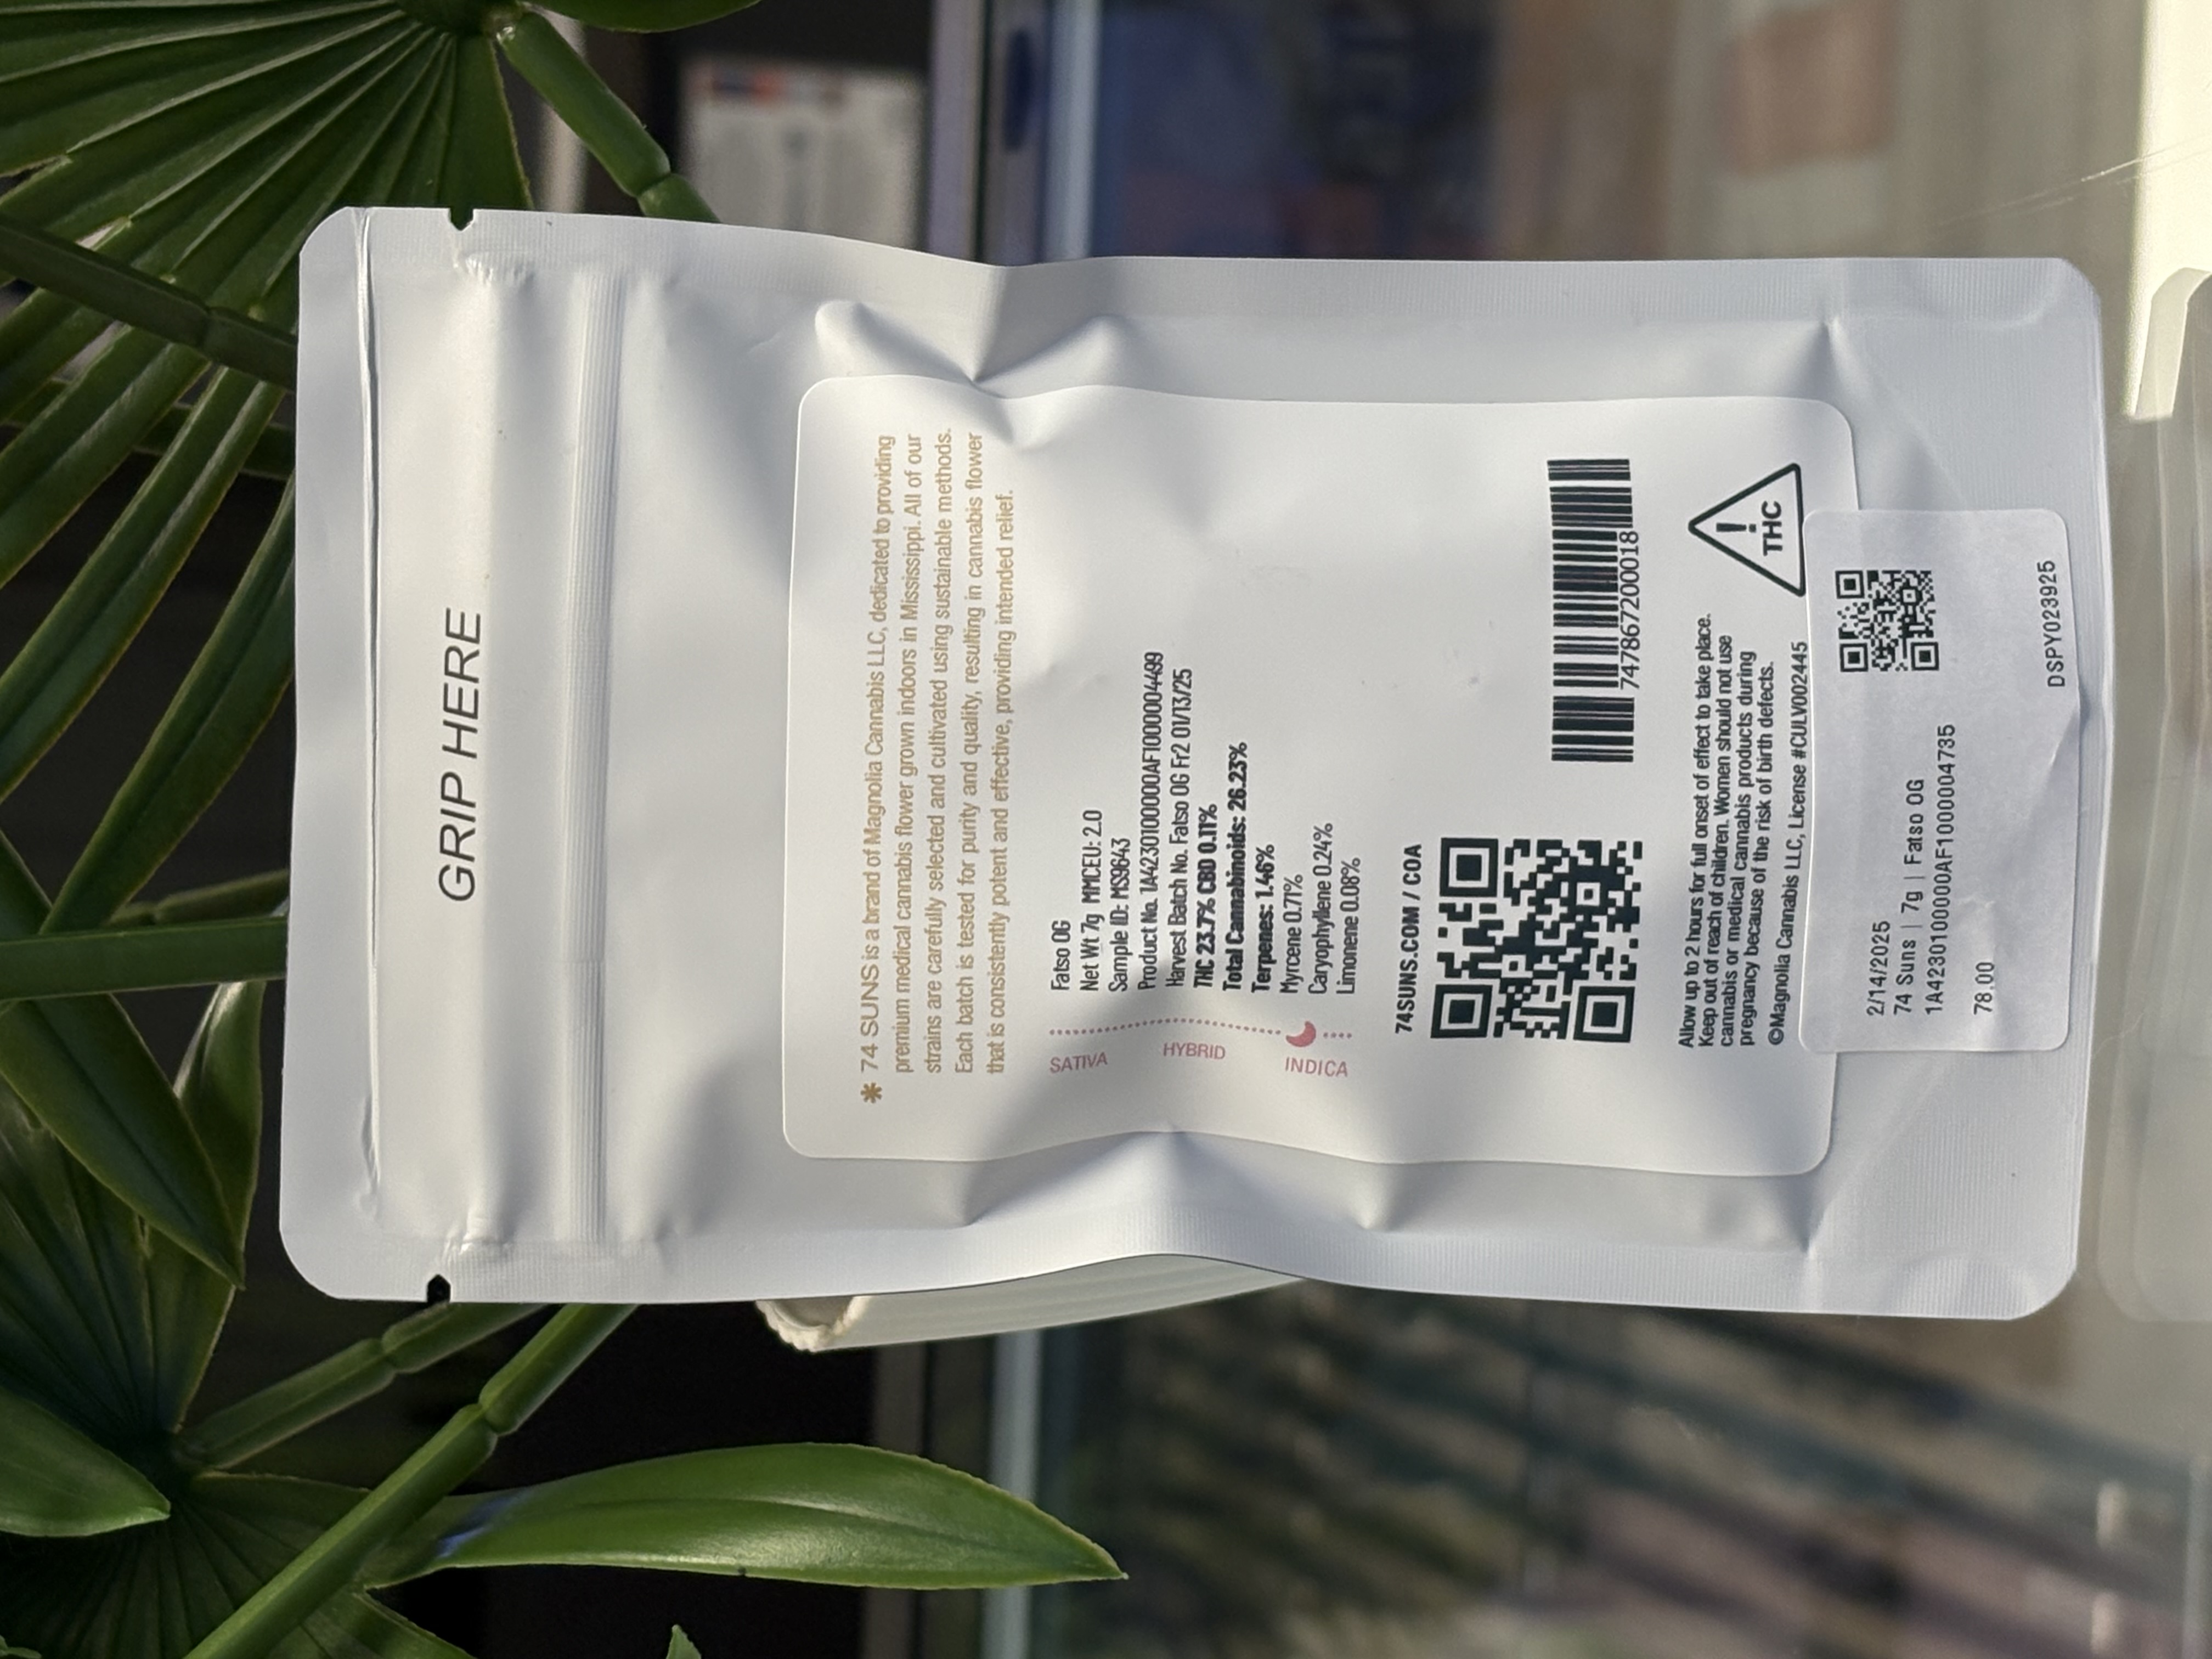 GRIP HERE
✱ 74 SUNS is a brand of Magnolia Cannabis LLC, dedicated to providing
premium medical cannabis flower grown indoors in Mississippi. All of our
strains are carefully selected and cultivated using sustainable methods.
Each batch is tested for purity and quality, resulting in cannabis flower
that is consistently potent and effective, providing intended relief.
SATIVA
HYBRID
INDICA
Fatso OG
Net Wt 7g MMCEU: 2.0
Sample ID: MS9643
Product No. 1A42301000000AF1000004499
Harvest Batch No. Fatso OG Fr2 01/13/25
THC 23.7% CBD 0.11%
Total Cannabinoids: 26.23%
Terpenes: 1.46%
Myrcene 0.71%
Caryophyllene 0.24%
Limonene 0.08%
74SUNS.COM / COA
747867200018
Allow up to 2 hours for full onset of effect to take place.
Keep out of reach of children. Women should not use
cannabis or medical cannabis products during
pregnancy because of the risk of birth defects.
©Magnolia Cannabis LLC, License #CULV002445
!
THC
2/14/2025
74 Suns | 7g | Fatso OG
1A42301000000AF1000004735
78.00
DSPY023925